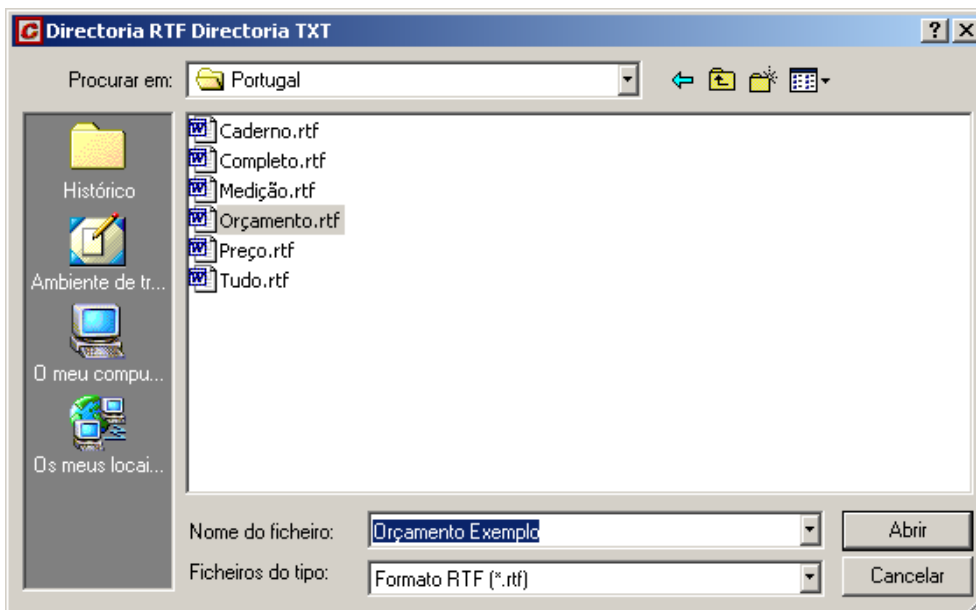 Directoria RTF Directoria TXT
Procurar em: Portugal
Histórico
Ambiente de tr...
O meu compu...
Os meus locai...
Caderno.rtf
Completo.rtf
Medição.rtf
Orçamento.rtf
Preço.rtf
Tudo.rtf
Nome do ficheiro: Orçamento Exemplo Abrir
Ficheiros do tipo: Formato RTF (*.rtf) Cancelar